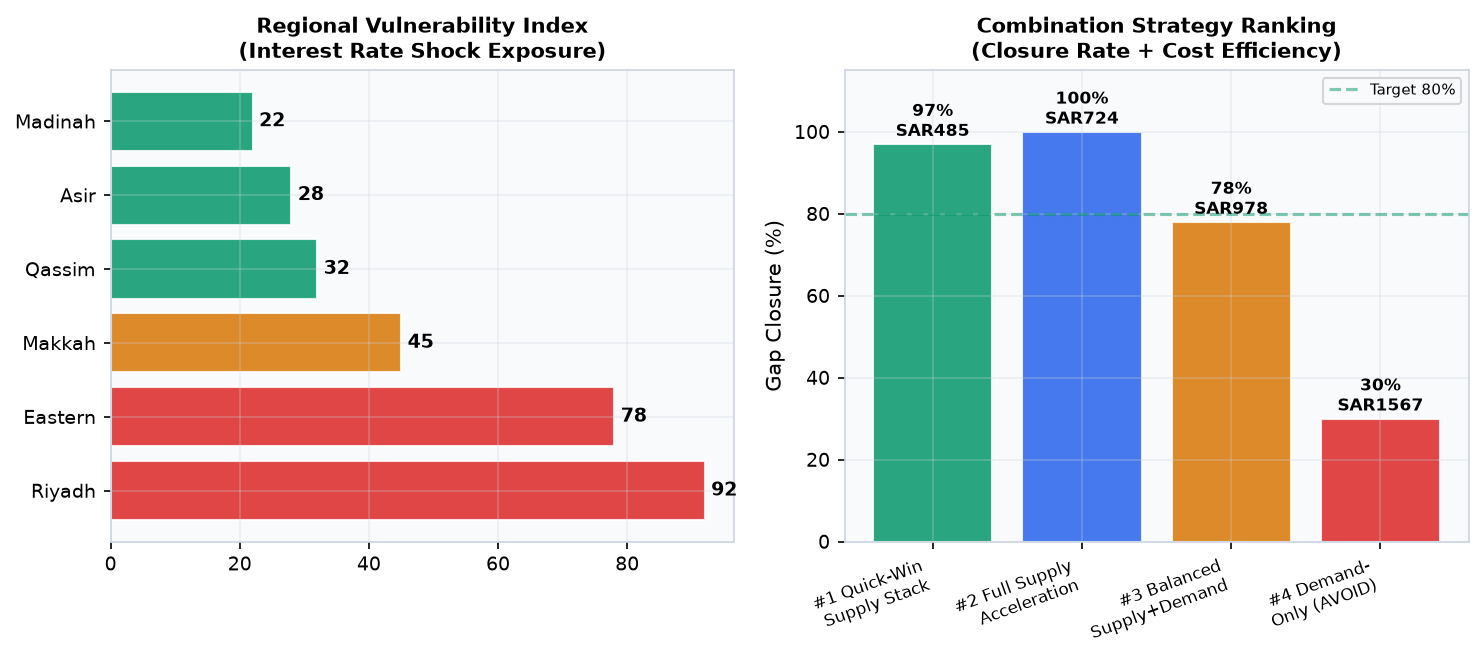 Regional Vulnerability Index
(Interest Rate Shock Exposure)
Madinah
22
Asir
28
Qassim
32
Makkah
45
Eastern
78
Riyadh
92
0
20
40
60
80
Combination Strategy Ranking
(Closure Rate + Cost Efficiency)
Target 80%
Gap Closure (%)
100
80
60
40
20
0
97%
SAR485
100%
SAR724
78%
SAR978
30%
SAR1567
#1 Quick-Win
Supply Stack
#2 Full Supply
Acceleration
#3 Balanced
Supply+Demand
#4 Demand-
Only (AVOID)